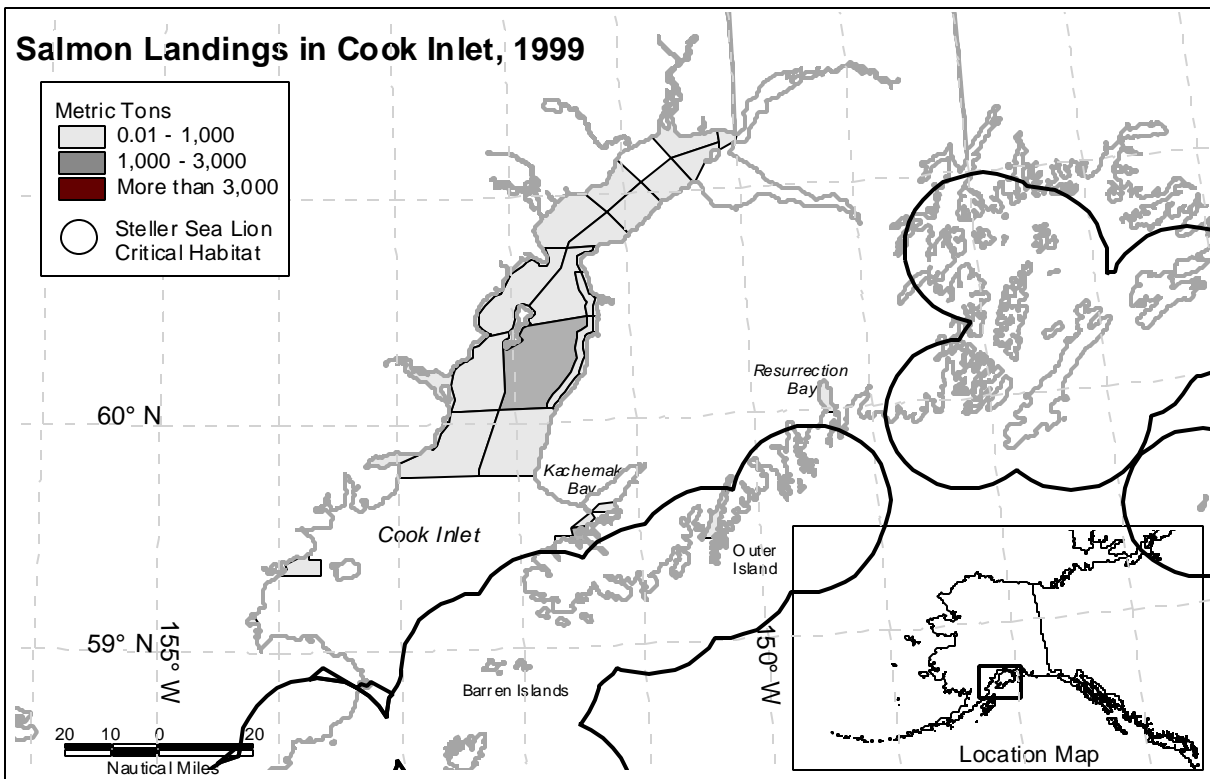 Salmon Landings in Cook Inlet, 1999
Metric Tons
0.01 - 1,000
1,000 - 3,000
More than 3,000
Steller Sea Lion
Critical Habitat
Resurrection
Bay
60° N
Kachemak
Bay
Cook Inlet
Outer
Island
59° N
155° W
150° W
Barren Islands
20 10 0 20
Nautical Miles
Location Map